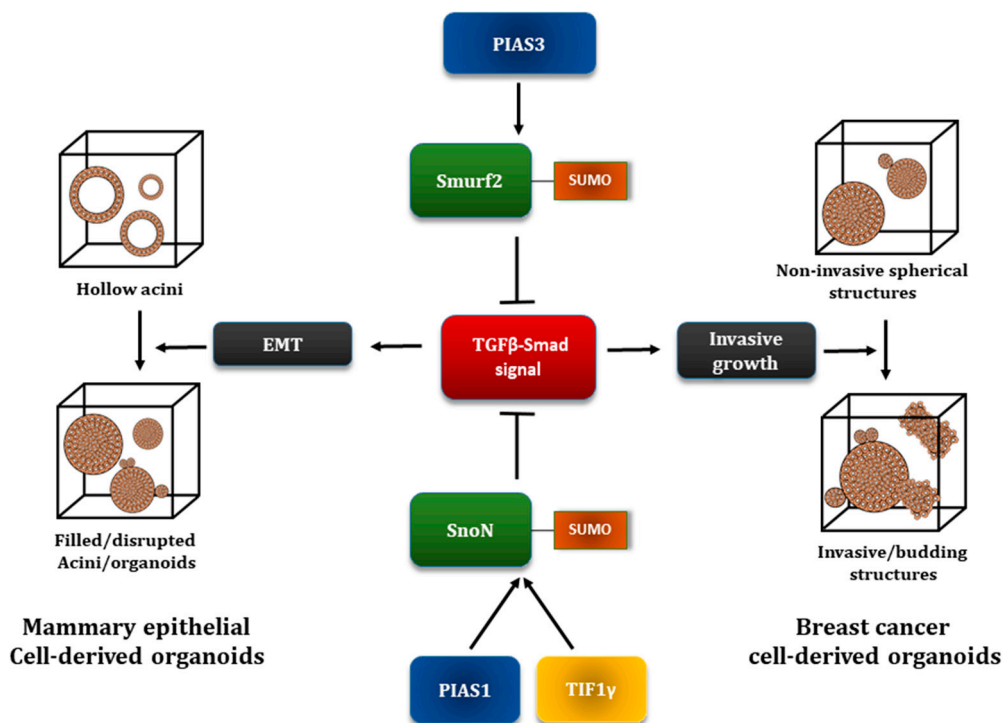 PIAS3
Smurf2
SUMO
Hollow acini
Non-invasive spherical
structures
EMT
TGFβ-Smad
signal
Invasive
growth
SnoN
SUMO
Filled/disrupted
Acini/organoids
Invasive/budding
structures
Mammary epithelial
Cell-derived organoids
Breast cancer
cell-derived organoids
PIAS1
TIF1γ